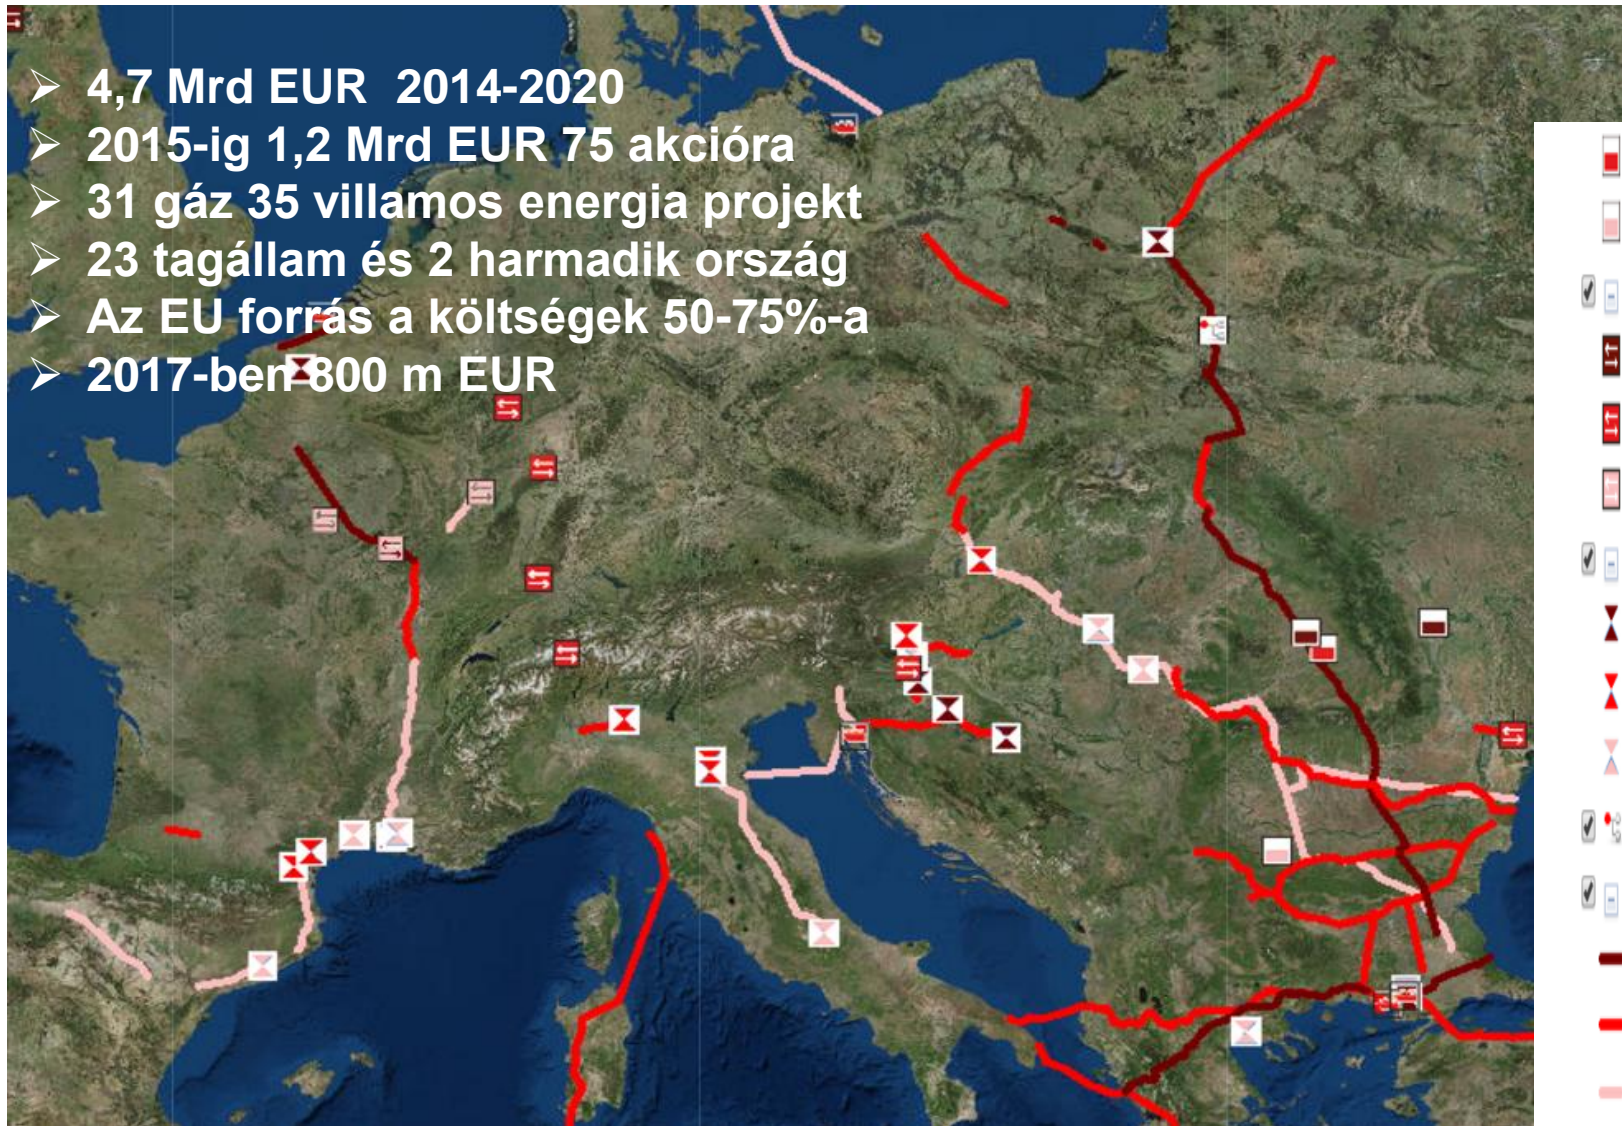 ➢ 4,7 Mrd EUR 2014-2020
➢ 2015-ig 1,2 Mrd EUR 75 akcióra
➢ 31 gáz 35 villamos energia projekt
➢ 23 tagállam és 2 harmadik ország
➢ Az EU forrás a költségek 50-75%-a
➢ 2017-ben 800 m EUR